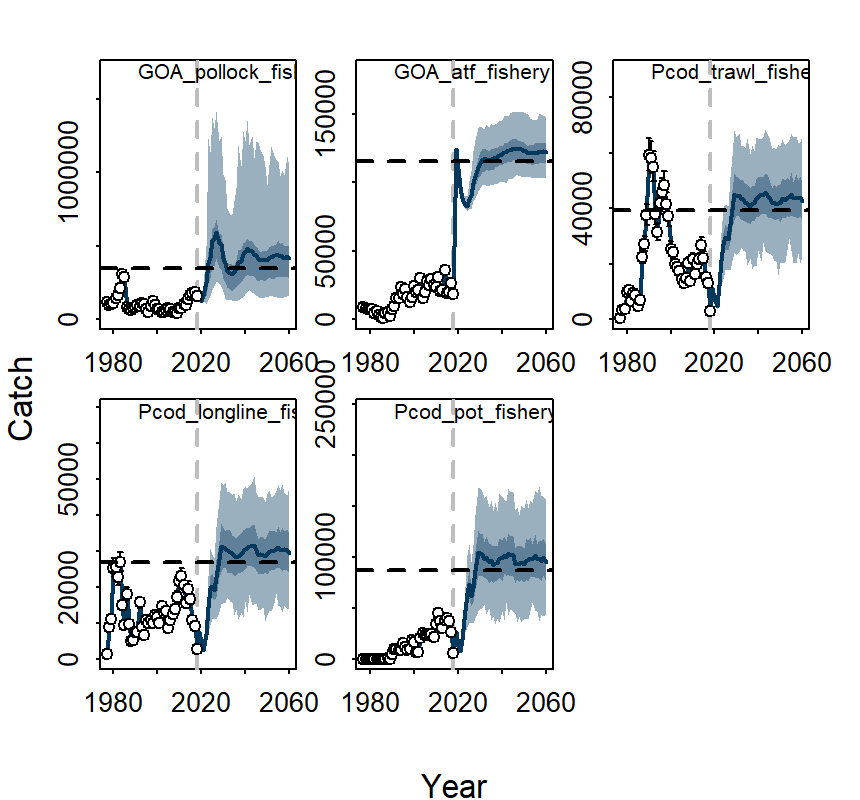 GOA_pollock_fish
GOA_atf_fishery
Pcod_trawl_fishe
0 1000000
0 50000 150000
0 40000 80000
1980 2020 2060
1980 2020 2060
1980 2020 2060
Catch
Pcod_longline_fis
Pcod_pot_fishery
0 20000 50000
0 100000 250000
1980 2020 2060
1980 2020 2060
Year